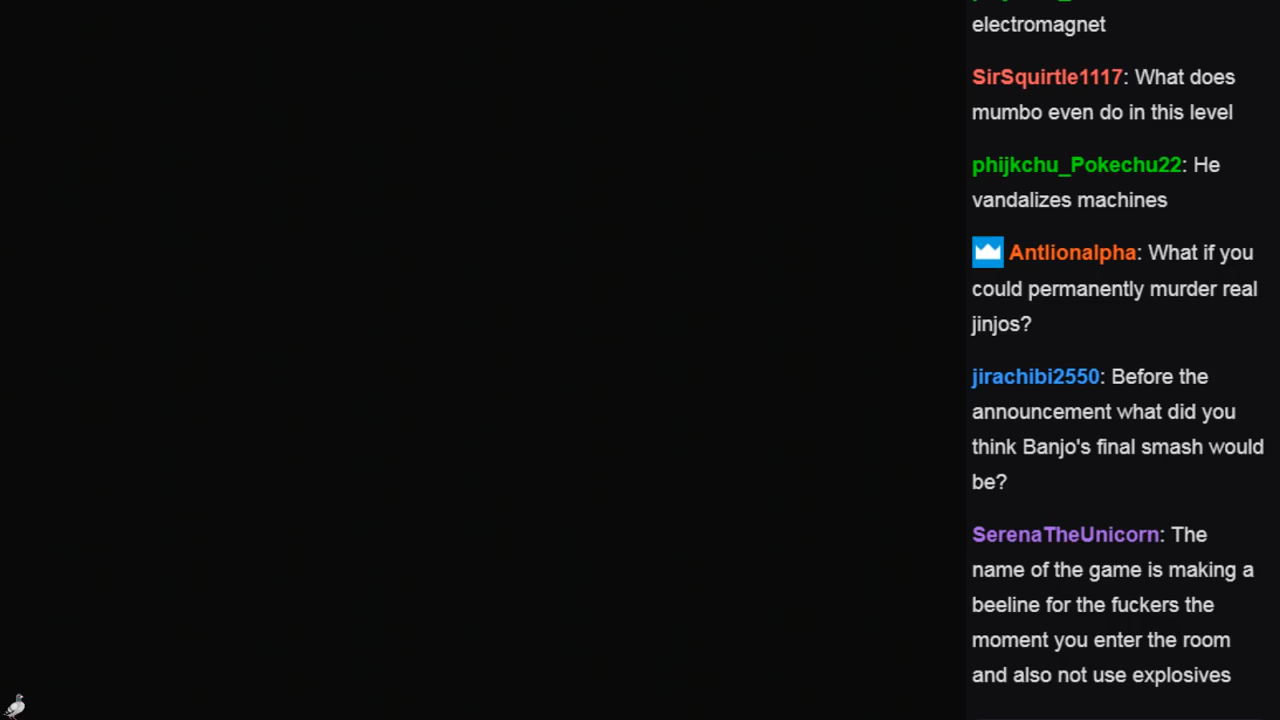 electromagnet
SirSquirtle1117: What does
mumbo even do in this level
phijkchu_Pokechu22: He
vandalizes machines
Antlionalpha: What if you
could permanently murder real
jinjos?
jirachibi2550: Before the
announcement what did you
think Banjo's final smash would
be?
SerenaTheUnicorn: The
name of the game is making a
beeline for the fuckers the
moment you enter the room
and also not use explosives